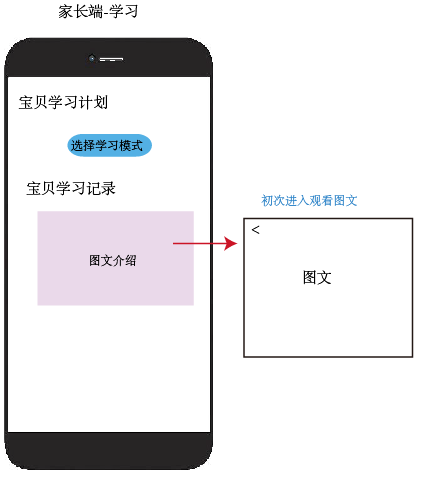 家长端-学习
宝贝学习计划
选择学习模式
宝贝学习记录
图文介绍
初次进入观看图文
<
图文